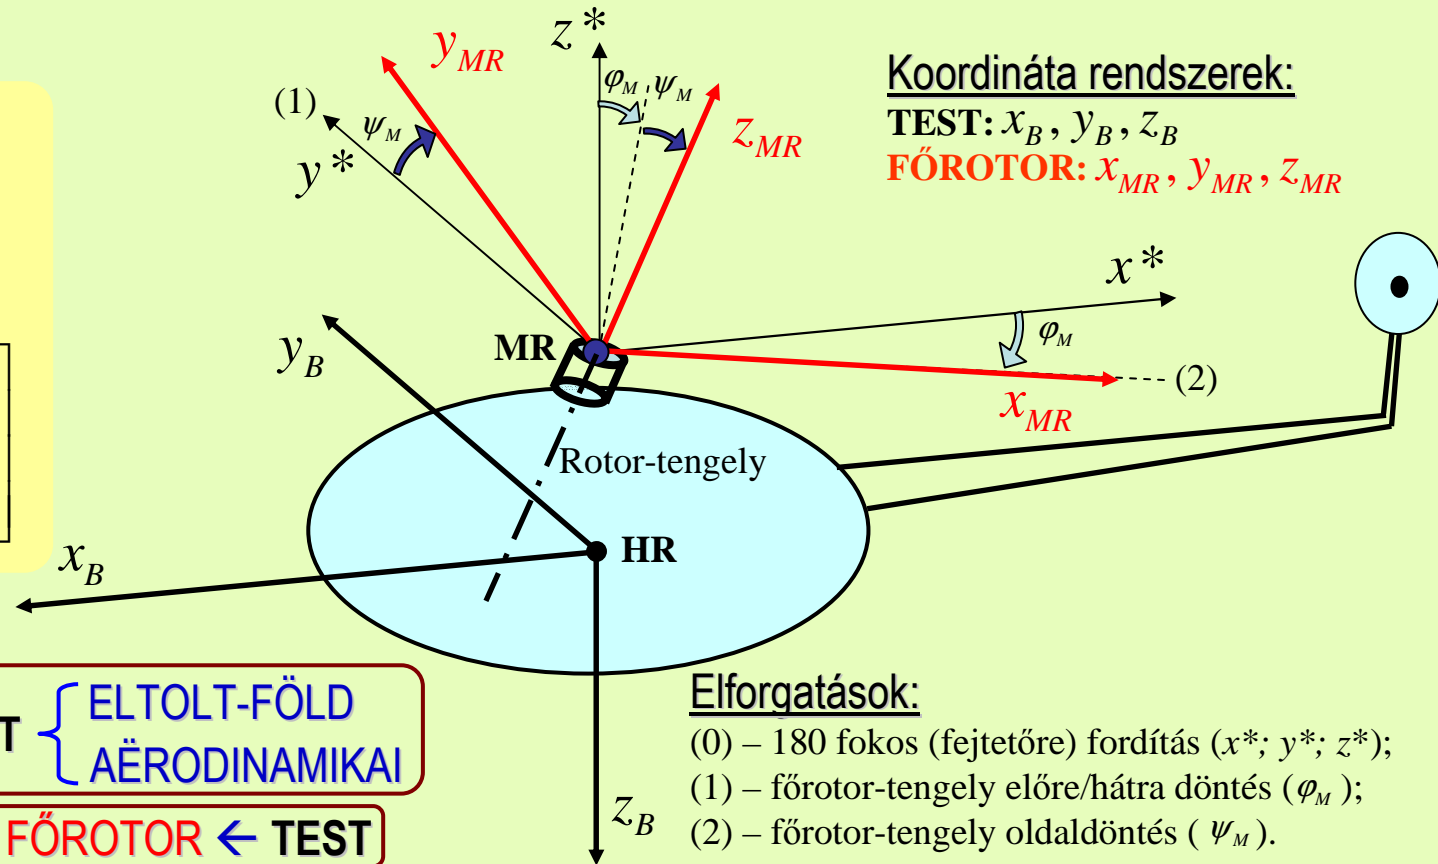 Koordináta rendszerek:
TEST: x_B, y_B, z_B
FŐROTOR: x_MR, y_MR, z_MR
y_MR
z*
φ_M
ψ_M
(1)
ψ_M
y*
z_MR
x*
φ_M
(2)
x_MR
MR
y_B
Rotor-tengely
HR
x_B
z_B
T { ELTOLT-FÖLD
AËRODINAMIKAI
FŐROTOR ← TEST
Elforgatások:
(0) – 180 fokos (fejtetőre) fordítás (x*; y*; z*);
(1) – főrotor-tengely előre/hátra döntés (φ_M);
(2) – főrotor-tengely oldaldöntés ( ψ_M).